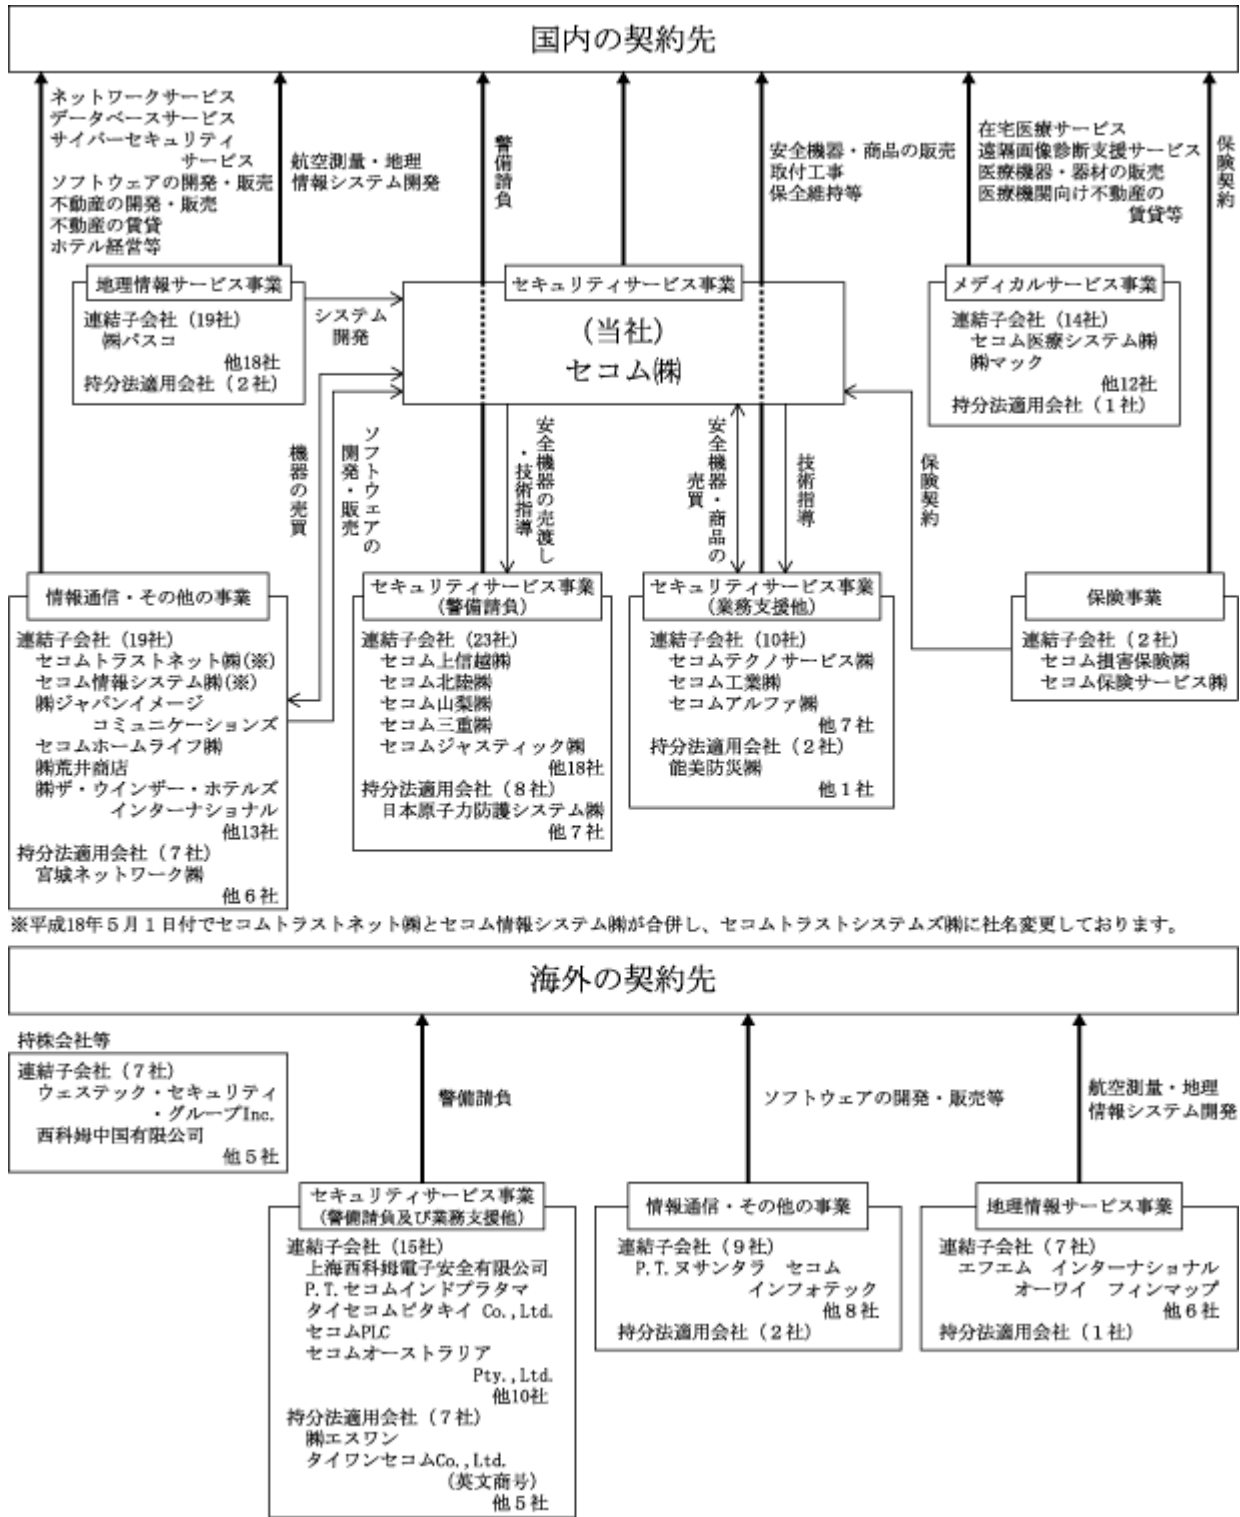 国内の契約先
ネットワークサービス
データベースサービス
サイバーセキュリティ
サービス
ソフトウェアの開発・販売
不動産の開発・販売
不動産の賃貸
ホテル経営等
航空測量・地理
情報システム開発
警備請負
安全機器・商品の販売
取付工事
保全維持等
在宅医療サービス
遠隔画像診断支援サービス
医療機器・器材の販売
医療機関向け不動産の
賃貸等
保険契約
地理情報サービス事業
連結子会社（19社）
㈱パスコ
他18社
持分法適用会社（２社）
システム
開発
セキュリティサービス事業
(当社)
セコム㈱
メディカルサービス事業
連結子会社（14社）
セコム医療システム㈱
㈱マック
他12社
持分法適用会社（１社）
機器の売買
ソフトウェアの
開発・販売
安全機器の売渡し
・技術指導
安全機器・商品の
売買
技術指導
保険契約
情報通信・その他の事業
連結子会社（19社）
セコムトラストネット㈱(※)
セコム情報システム㈱(※)
㈱ジャパンイメージ
コミュニケーションズ
セコムホームライフ㈱
㈱荒井商店
㈱ザ・ウインザー・ホテルズ
インターナショナル
他13社
持分法適用会社（７社）
宮城ネットワーク㈱
他６社
セキュリティサービス事業
(警備請負)
連結子会社（23社）
セコム上信越㈱
セコム北陸㈱
セコム山梨㈱
セコム三重㈱
セコムジャスティック㈱
他18社
持分法適用会社（８社）
日本原子力防護システム㈱
他７社
セキュリティサービス事業
(業務支援他)
連結子会社（10社）
セコムテクノサービス㈱
セコム工業㈱
セコムアルファ㈱
他７社
持分法適用会社（２社）
能美防災㈱
他１社
保険事業
連結子会社（２社）
セコム損害保険㈱
セコム保険サービス㈱
※平成18年５月１日付でセコムトラストネット㈱とセコム情報システム㈱が合併し、セコムトラストシステムズ㈱に社名変更しております。
海外の契約先
持株会社等
連結子会社（７社）
ウェステック・セキュリティ
・グループInc.
西科姆中国有限公司
他５社
警備請負
ソフトウェアの開発・販売等
航空測量・地理
情報システム開発
セキュリティサービス事業
(警備請負及び業務支援他)
連結子会社（15社）
上海西科姆電子安全有限公司
P.T.セコムインドプラタマ
タイセコムピタキイ Co.,Ltd.
セコムPLC
セコムオーストラリア
Pty.,Ltd.
他10社
持分法適用会社（７社）
㈱エスワン
タイワンセコムCo.,Ltd.
(英文商号)
他５社
情報通信・その他の事業
連結子会社（９社）
P.T.ヌサンタラ　セコム
インフォテック
他８社
持分法適用会社（２社）
地理情報サービス事業
連結子会社（７社）
エフエム　インターナショナル
オーワイ　フィンマップ
他６社
持分法適用会社（１社）